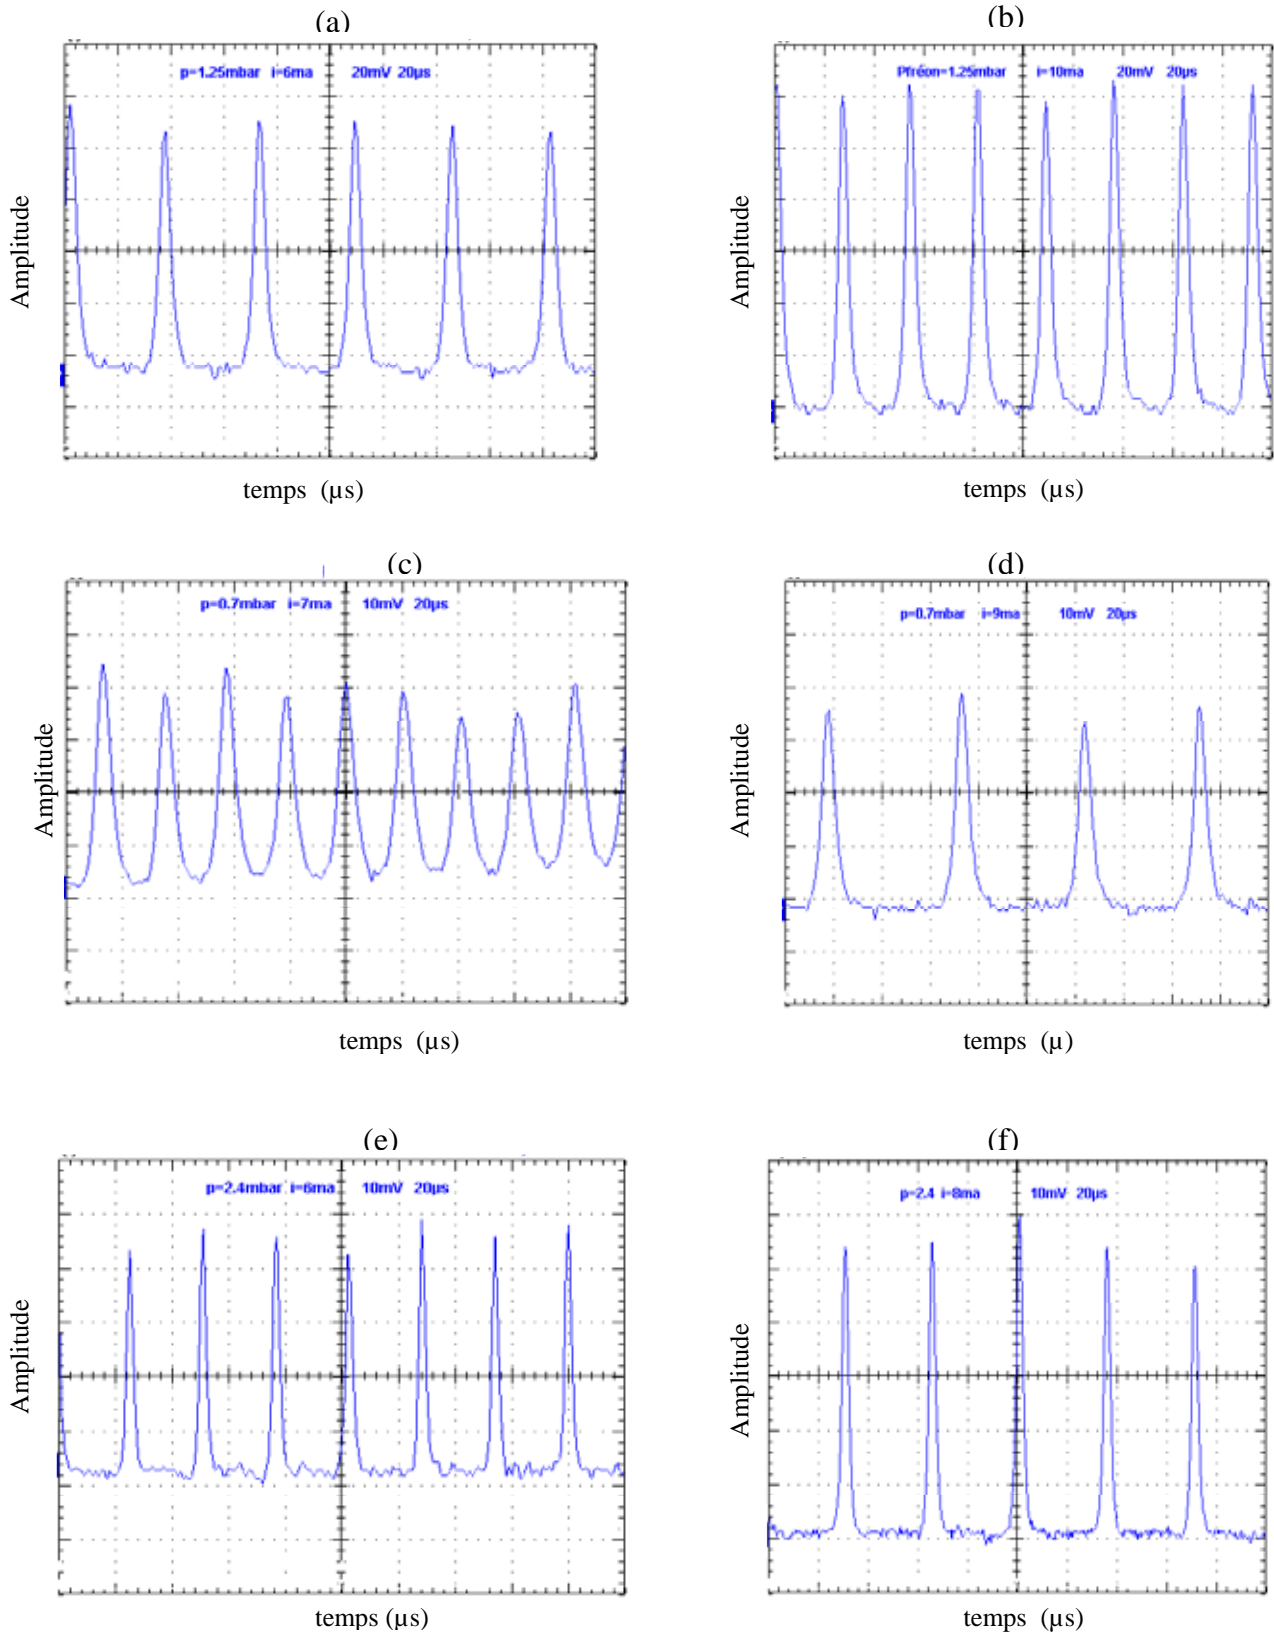 (a)
(b)
p=1.25mbar i=6ma 20mV 20µs
Pfréon=1.25mbar i=10ma 20mV 20µs
Amplitude
Amplitude
temps (µs)
temps (µs)
(c)
(d)
p=0.7mbar i=7ma 10mV 20µs
p=0.7mbar i=9ma 10mV 20µs
Amplitude
Amplitude
temps (µs)
temps (µ)
(e)
(f)
p=2.4mbar i=6ma 10mV 20µs
p=2.4 i=8ma 10mV 20µs
Amplitude
Amplitude
temps (µs)
temps (µs)